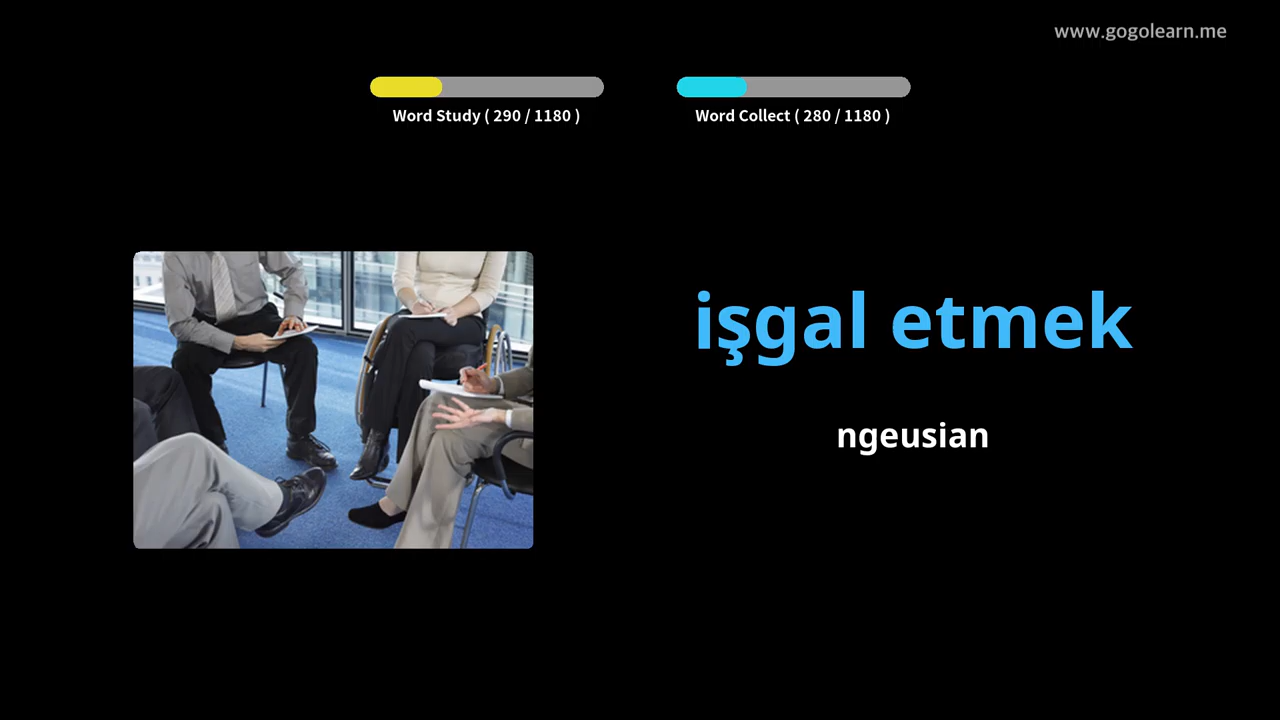 www.gogolearn.me
Word Study ( 290 / 1180 )
Word Collect ( 280 / 1180 )
işgal etmek
ngeusian